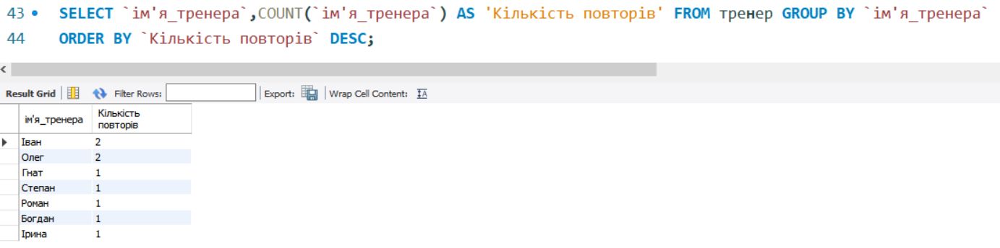 43 SELECT `ім'я_тренера`,COUNT(`ім'я_тренера`) AS 'Кількість повторів' FROM тренер GROUP BY `ім'я_тренера`
44 ORDER BY `Кількість повторів` DESC;
Result Grid Filter Rows: Export: Wrap Cell Content:
ім'я_тренера Кількість
повторів
Іван 2
Олег 2
Гнат 1
Степан 1
Роман 1
Богдан 1
Ірина 1